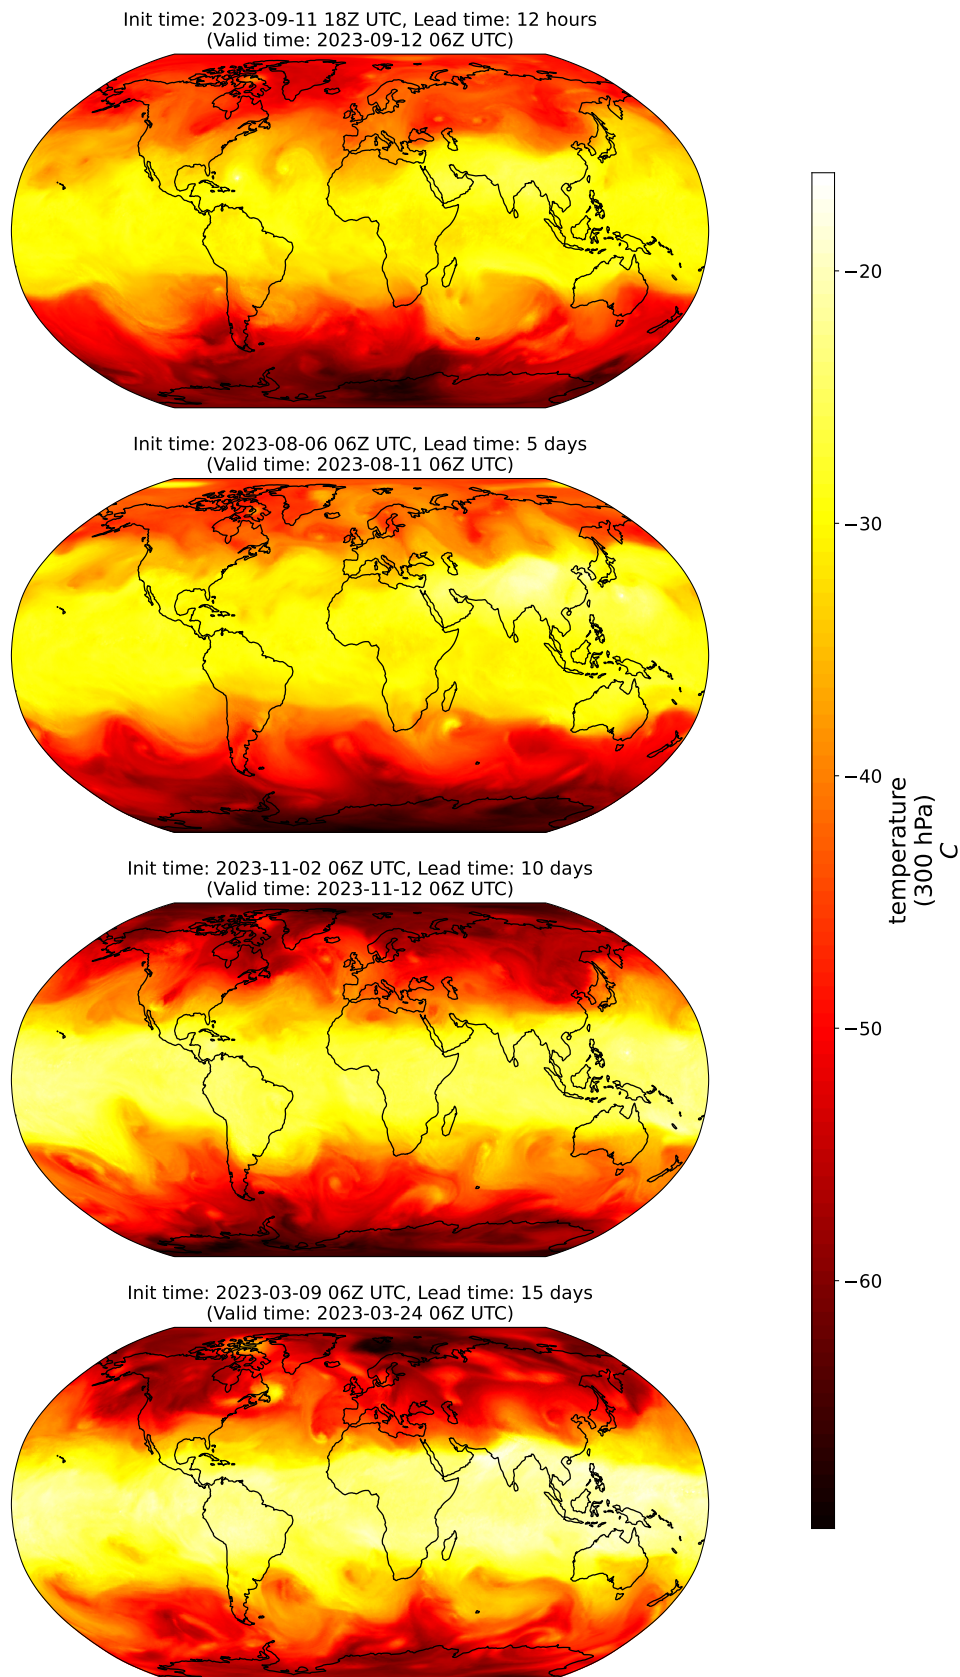 Init time: 2023-09-11 18Z UTC, Lead time: 12 hours
(Valid time: 2023-09-12 06Z UTC)
Init time: 2023-08-06 06Z UTC, Lead time: 5 days
(Valid time: 2023-08-11 06Z UTC)
Init time: 2023-11-02 06Z UTC, Lead time: 10 days
(Valid time: 2023-11-12 06Z UTC)
Init time: 2023-03-09 06Z UTC, Lead time: 15 days
(Valid time: 2023-03-24 06Z UTC)
−20
−30
−40
−50
−60
temperature
(300 hPa)
C